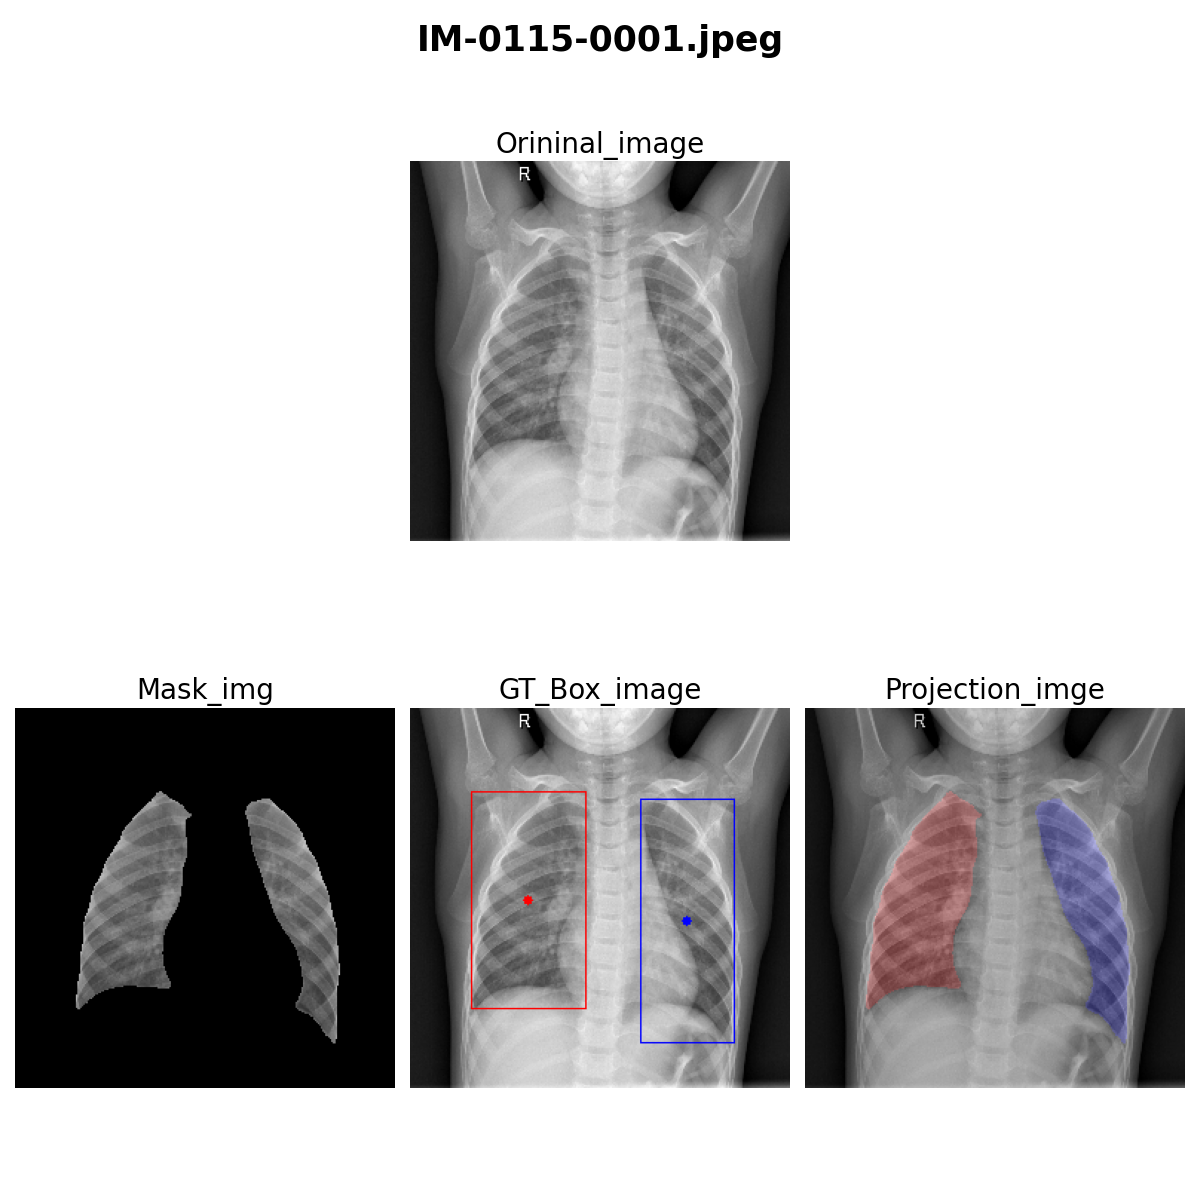 IM-0115-0001.jpeg
Orininal_image
R
Mask_img
GT_Box_image
Projection_imge
R
R